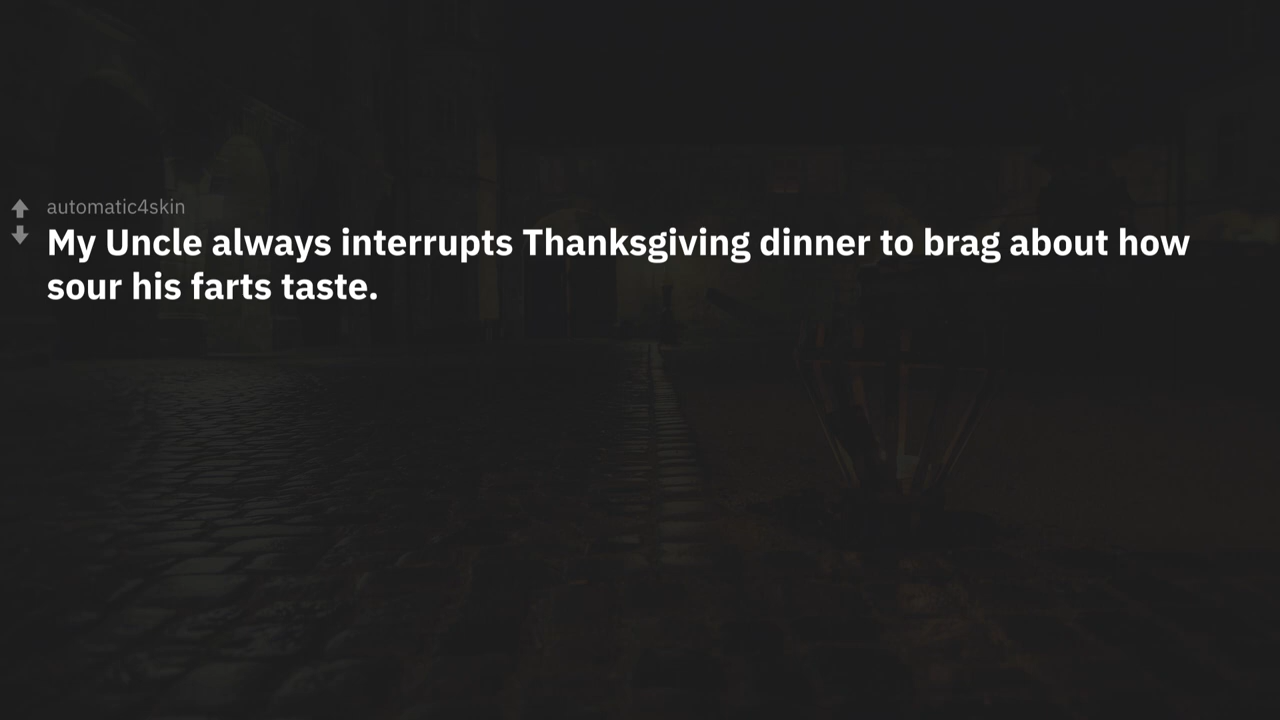 automatic4skin
My Uncle always interrupts Thanksgiving dinner to brag about how
sour his farts taste.